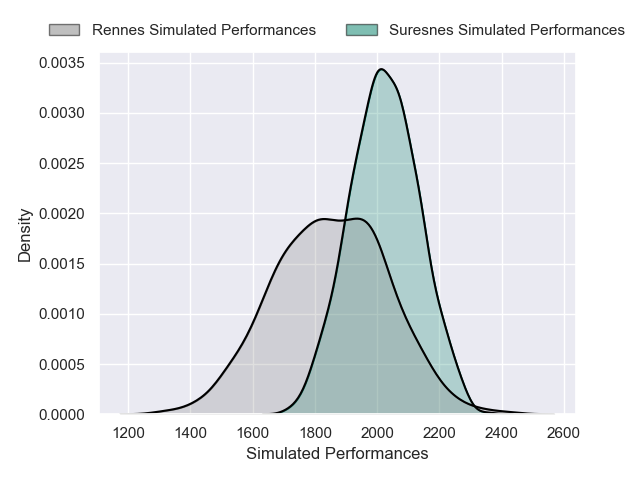 Rennes Simulated Performances Suresnes Simulated Performances
0.0035
0.0030
0.0025
0.0020
0.0015
0.0010
0.0005
0.0000
Density
1200 1400 1600 1800 2000 2200 2400 2600
Simulated Performances